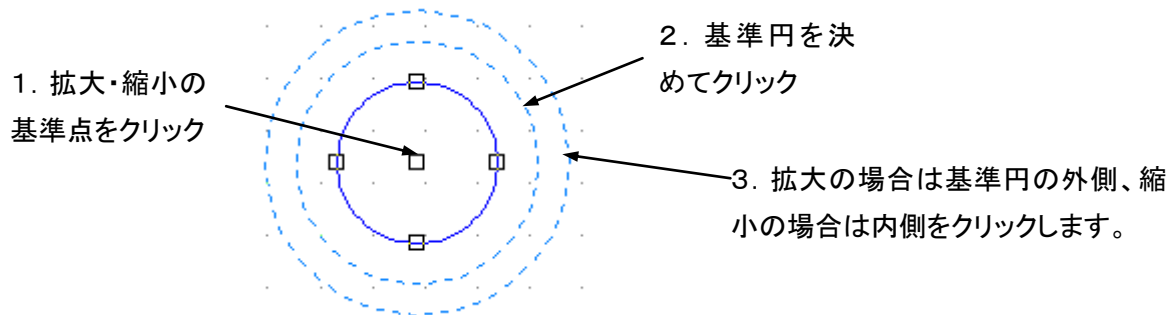 1. 拡大・縮小の
基準点をクリック
2. 基準円を決
めてクリック
3. 拡大の場合は基準円の外側、縮
小の場合は内側をクリックします。